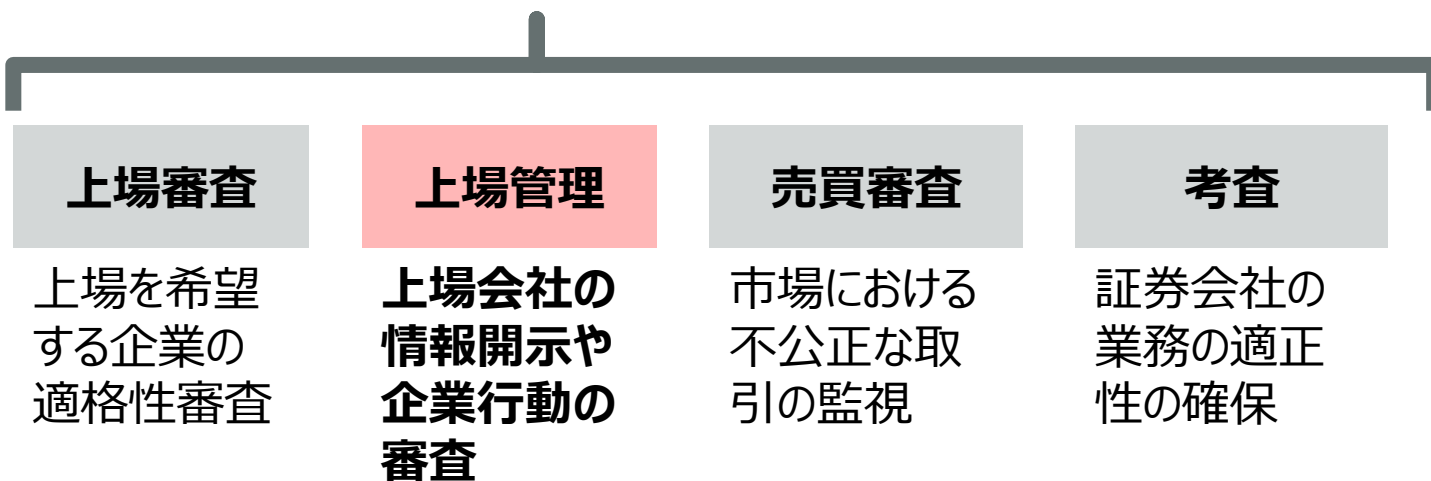 上場審査
上場を希望
する企業の
適格性審査
上場管理
上場会社の
情報開示や
企業行動の
審査
売買審査
市場における
不公正な取
引の監視
考査
証券会社の
業務の適正
性の確保